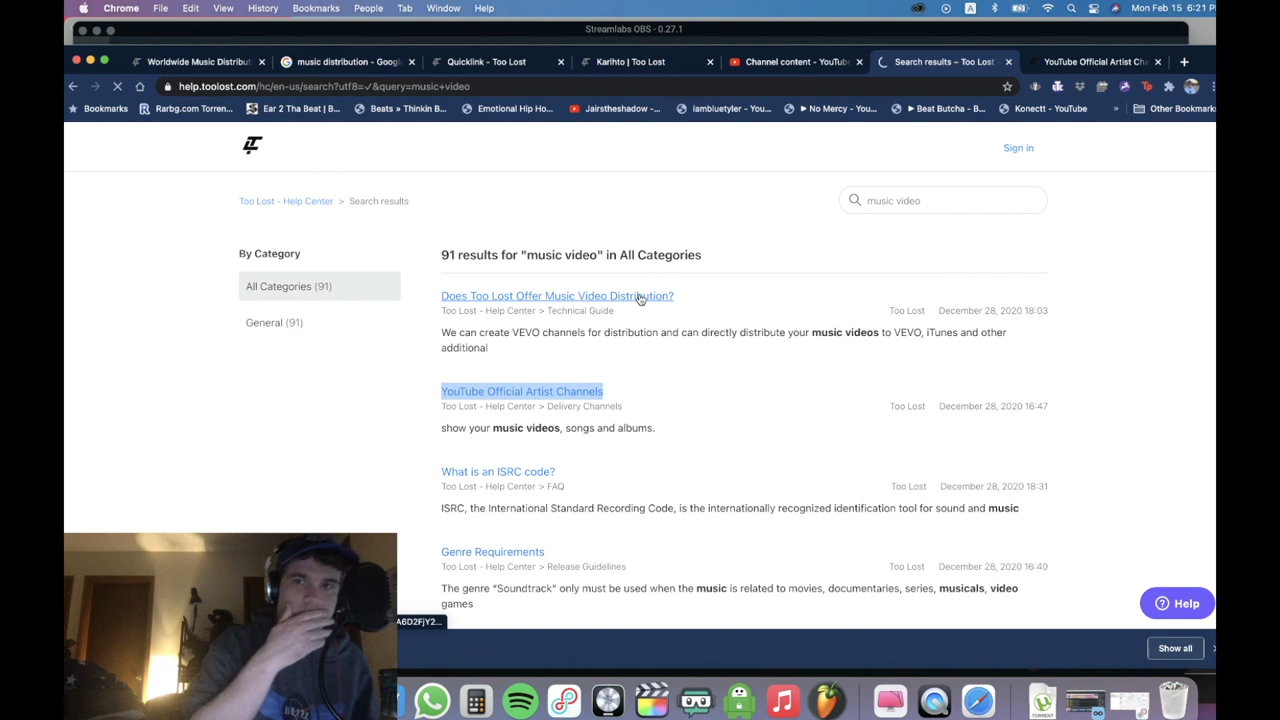 Chrome File Edit View History Bookmarks People Tab Window Help
Mon Feb 15 6:21 P
Streamlabs OBS - 0.27.1
Worldwide Music Distribut
music distribution - Googl
Quicklink - Too Lost
Karlhto | Too Lost
Channel content - YouTube
Search results – Too Lost
YouTube Official Artist Cha
help.toolost.com/hc/en-us/search?utf8=✓&query=music+video
Bookmarks
Rarbg.com Torren...
Ear 2 Tha Beat | B...
Beats » Thinkin B...
Emotional Hip Ho...
Jairstheshadow/...
iambluetyler - You...
No Mercy - You...
Beat Butcha - B...
Konectt - YouTube
»
Other Bookmarks
Sign in
Too Lost - Help Center > Search results
music video
By Category
All Categories (91)
General (91)
91 results for "music video" in All Categories
Does Too Lost Offer Music Video Distribution?
Too Lost - Help Center > Technical Guide
Too Lost December 28, 2020 18:03
We can create VEVO channels for distribution and can directly distribute your music videos to VEVO, iTunes and other
additional
YouTube Official Artist Channels
Too Lost - Help Center > Delivery Channels
Too Lost December 28, 2020 16:47
show your music videos, songs and albums.
What is an ISRC code?
Too Lost - Help Center > FAQ
Too Lost December 28, 2020 18:31
ISRC, the International Standard Recording Code, is the internationally recognized identification tool for sound and music
Genre Requirements
Too Lost - Help Center > Release Guidelines
Too Lost December 28, 2020 16:40
The genre “Soundtrack” only must be used when the music is related to movies, documentaries, series, musicals, video
games
Help
A6D2FjY2...
Show all